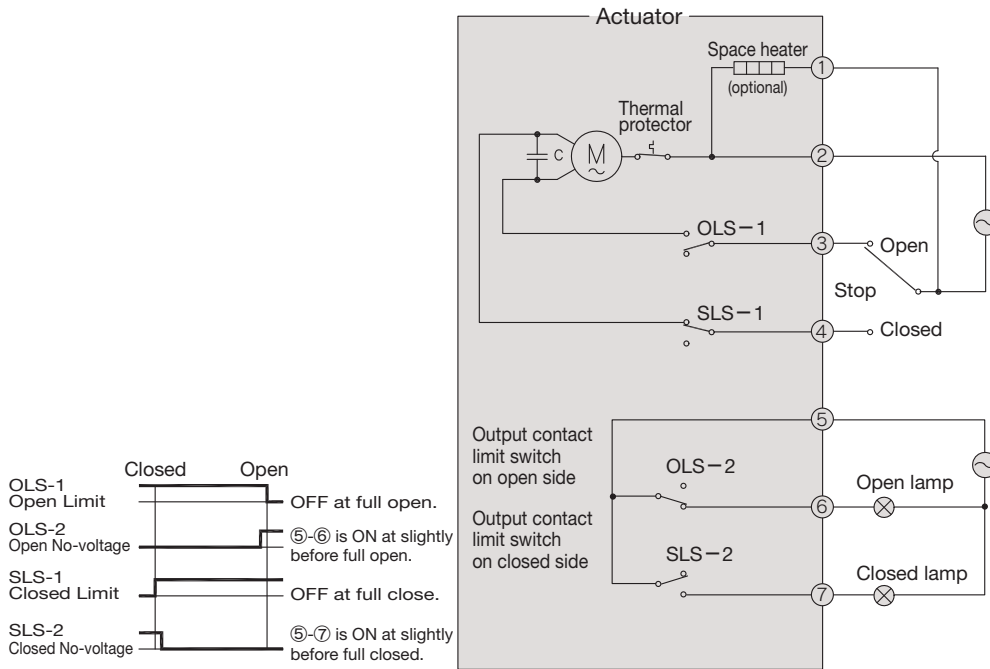 Actuator
Space heater
(optional)
1
Thermal
protector
C
M
2
OLS−1
3
Open
Stop
SLS−1
4
Closed
5
Output contact
limit switch
on open side
OLS−2
6
Open lamp
Output contact
limit switch
on closed side
SLS−2
7
Closed lamp
Closed Open
OLS-1
Open Limit
OFF at full open.
OLS-2
Open No-voltage
⑤-⑥ is ON at slightly
before full open.
SLS-1
Closed Limit
OFF at full close.
SLS-2
Closed No-voltage
⑤-⑦ is ON at slightly
before full closed.